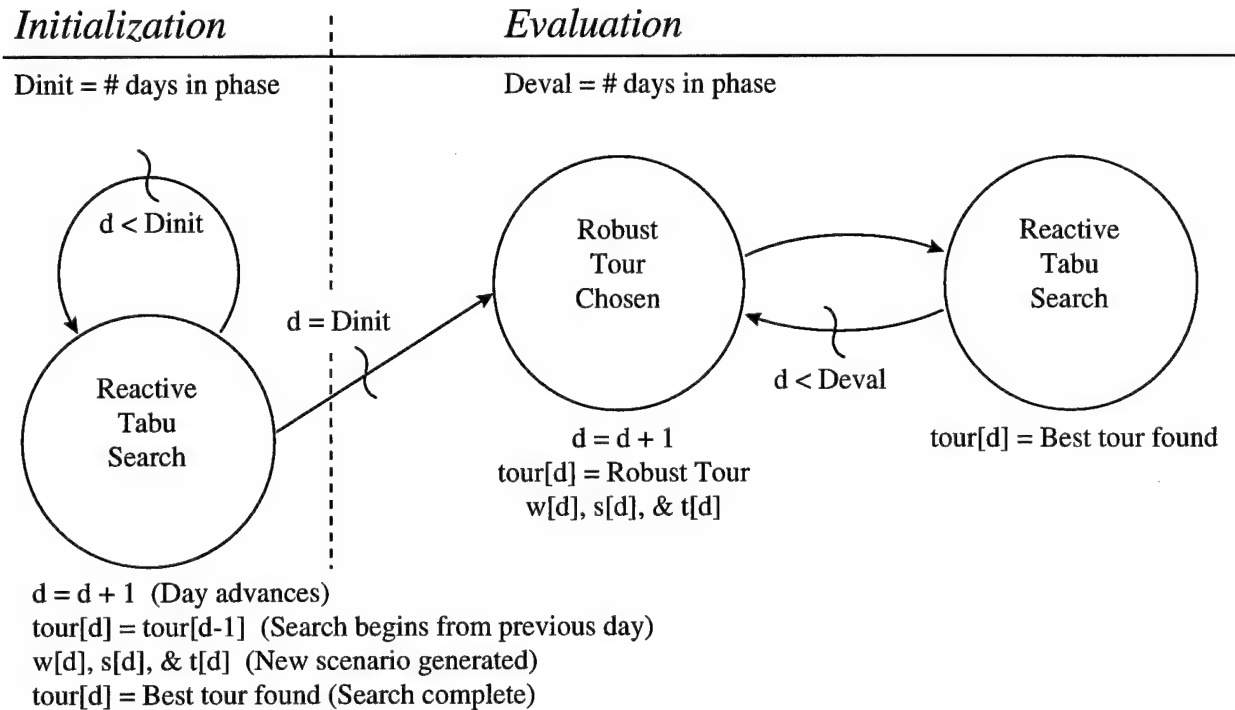 Initialization
Evaluation
Dinit = # days in phase
Deval = # days in phase
d < Dinit
Reactive
Tabu
Search
d = Dinit
Robust
Tour
Chosen
Reactive
Tabu
Search
d < Deval
d = d + 1
tour[d] = Robust Tour
w[d], s[d], & t[d]
tour[d] = Best tour found
d = d + 1 (Day advances)
tour[d] = tour[d-1] (Search begins from previous day)
w[d], s[d], & t[d] (New scenario generated)
tour[d] = Best tour found (Search complete)